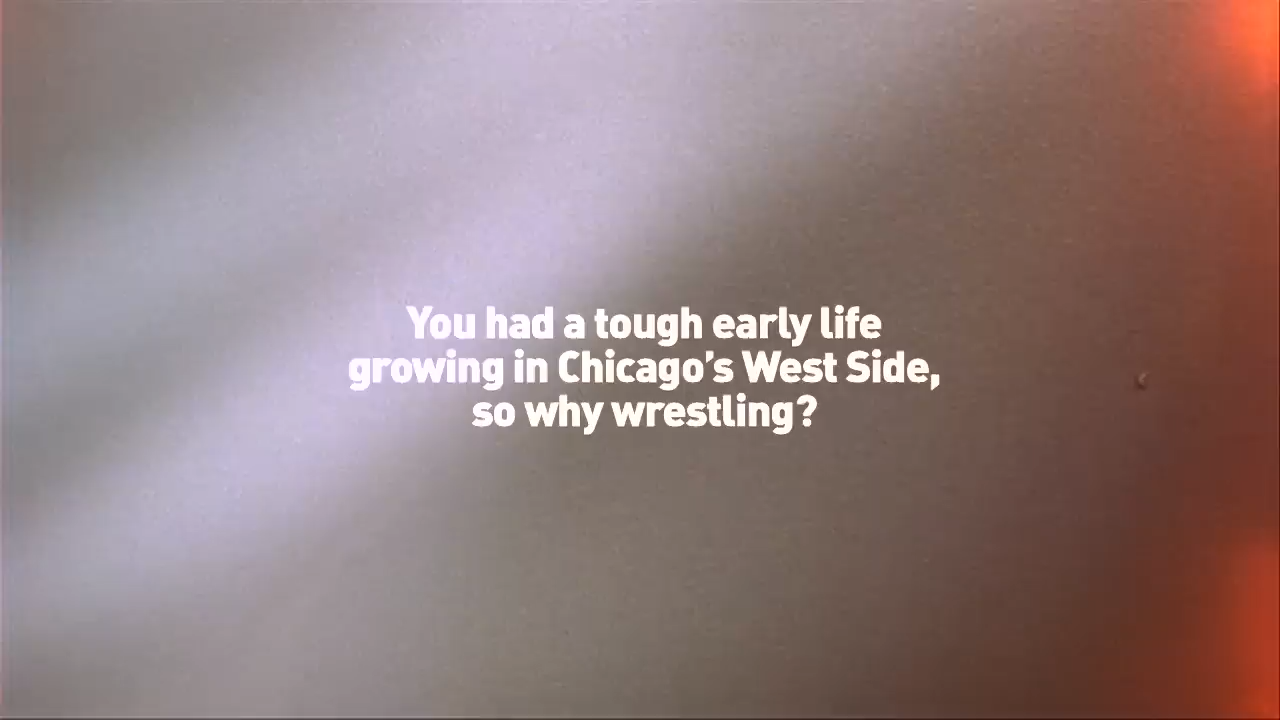 You had a tough early life
growing in Chicago’s West Side,
so why wrestling?